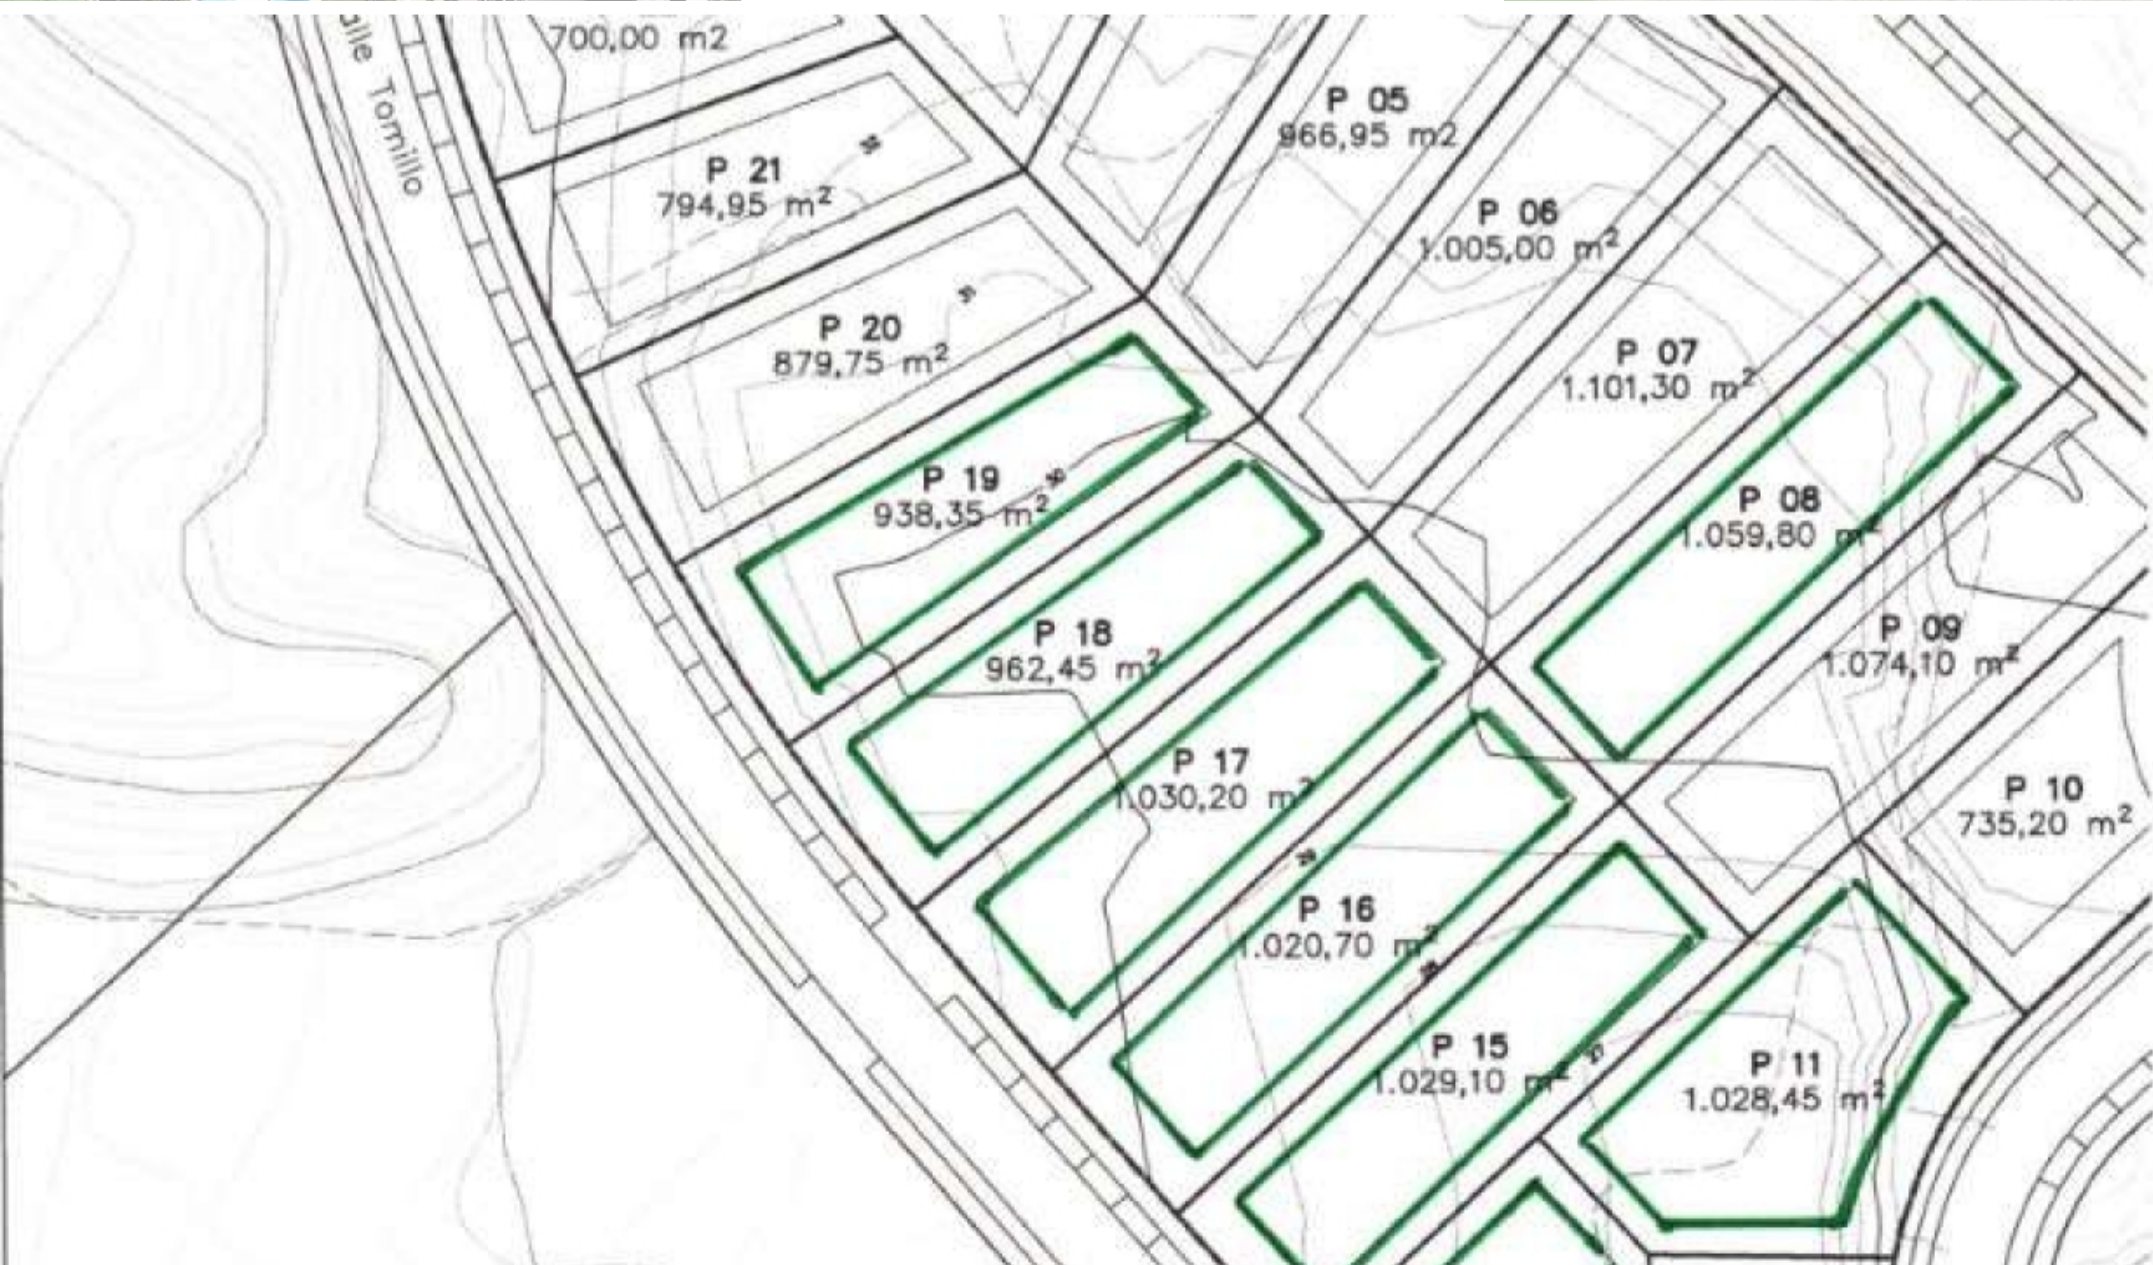 700,00 m2
alle Tomillo
P 05
966,95 m2
P 21
794,95 m²
P 06
1.005,00 m²
P 20
879,75 m²
P 07
1.101,30 m²
P 19
938,35 m²
P 08
1.059,80 m²
P 18
962,45 m²
P 09
1.074,10 m²
P 17
1.030,20 m²
P 10
735,20 m²
P 16
1.020,70 m²
P 15
1.029,10 m²
P 11
1.028,45 m²